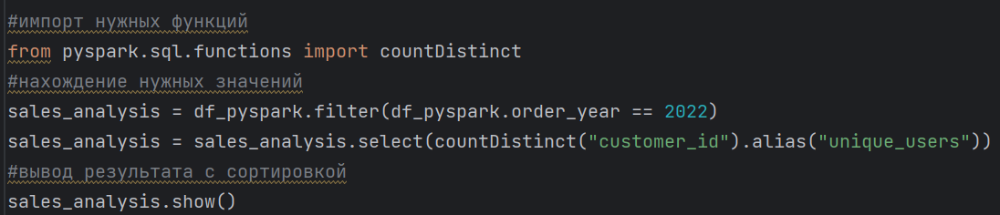 #импорт нужных функций
from pyspark.sql.functions import countDistinct
#нахождение нужных значений
sales_analysis = df_pyspark.filter(df_pyspark.order_year == 2022)
sales_analysis = sales_analysis.select(countDistinct("customer_id").alias("unique_users"))
#вывод результата с сортировкой
sales_analysis.show()